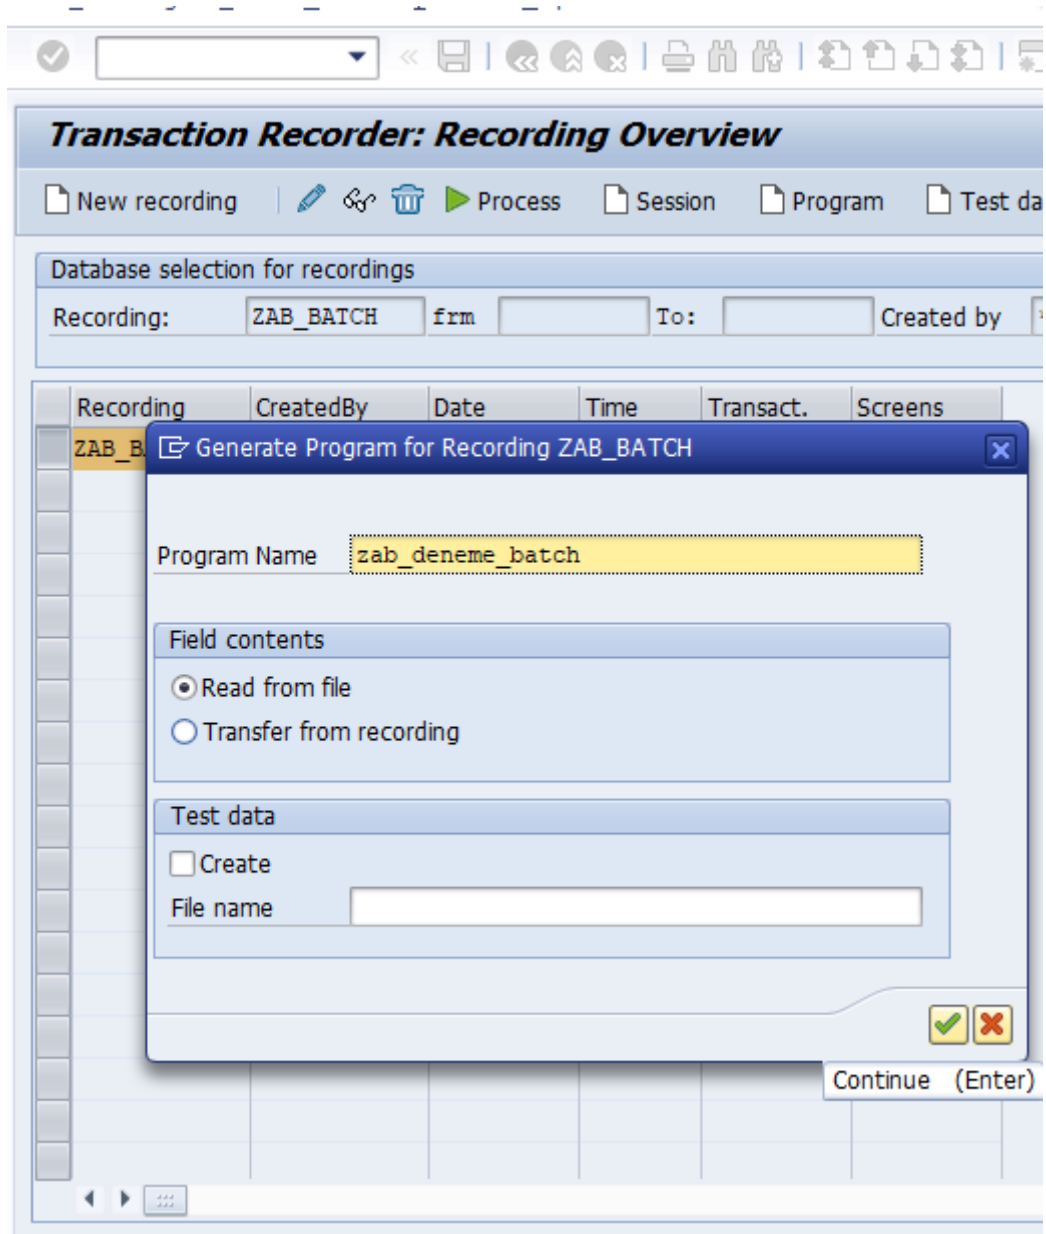 Transaction Recorder: Recording Overview
New recording Process Session Program Test da
Database selection for recordings
Recording: ZAB_BATCH frm To: Created by
Recording CreatedBy Date Time Transact. Screens
ZAB_B
Generate Program for Recording ZAB_BATCH
Program Name zab_deneme_batch
Field contents
Read from file
Transfer from recording
Test data
Create
File name
Continue (Enter)